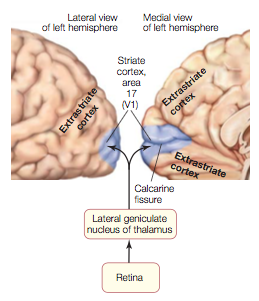 Lateral view
of left hemisphere
Medial view
of left hemisphere
Striate
cortex,
area
17
(V1)
Extrastriate
cortex
Extrastriate
cortex
Extrastriate
cortex
Calcarine
fissure
Lateral geniculate
nucleus of thalamus
Retina